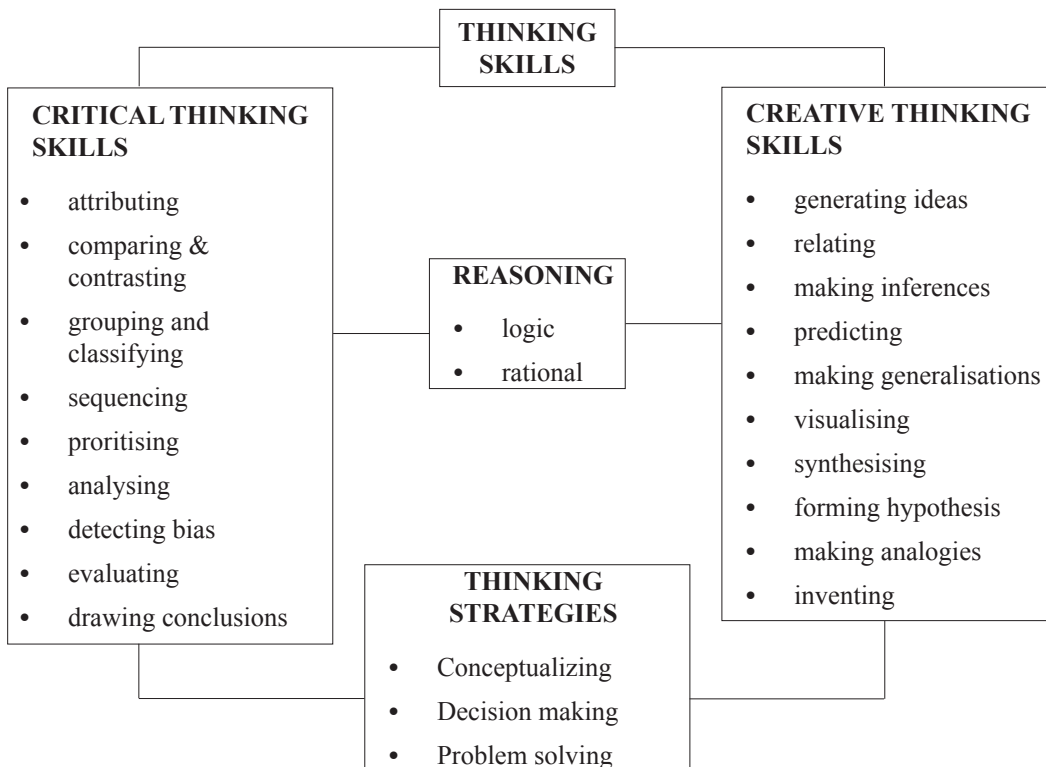 THINKING
SKILLS
CRITICAL THINKING
SKILLS
• attributing
• comparing &
contrasting
• grouping and
classifying
• sequencing
• proritising
• analysing
• detecting bias
• evaluating
• drawing conclusions
REASONING
• logic
• rational
CREATIVE THINKING
SKILLS
• generating ideas
• relating
• making inferences
• predicting
• making generalisations
• visualising
• synthesising
• forming hypothesis
• making analogies
• inventing
THINKING
STRATEGIES
• Conceptualizing
• Decision making
• Problem solving